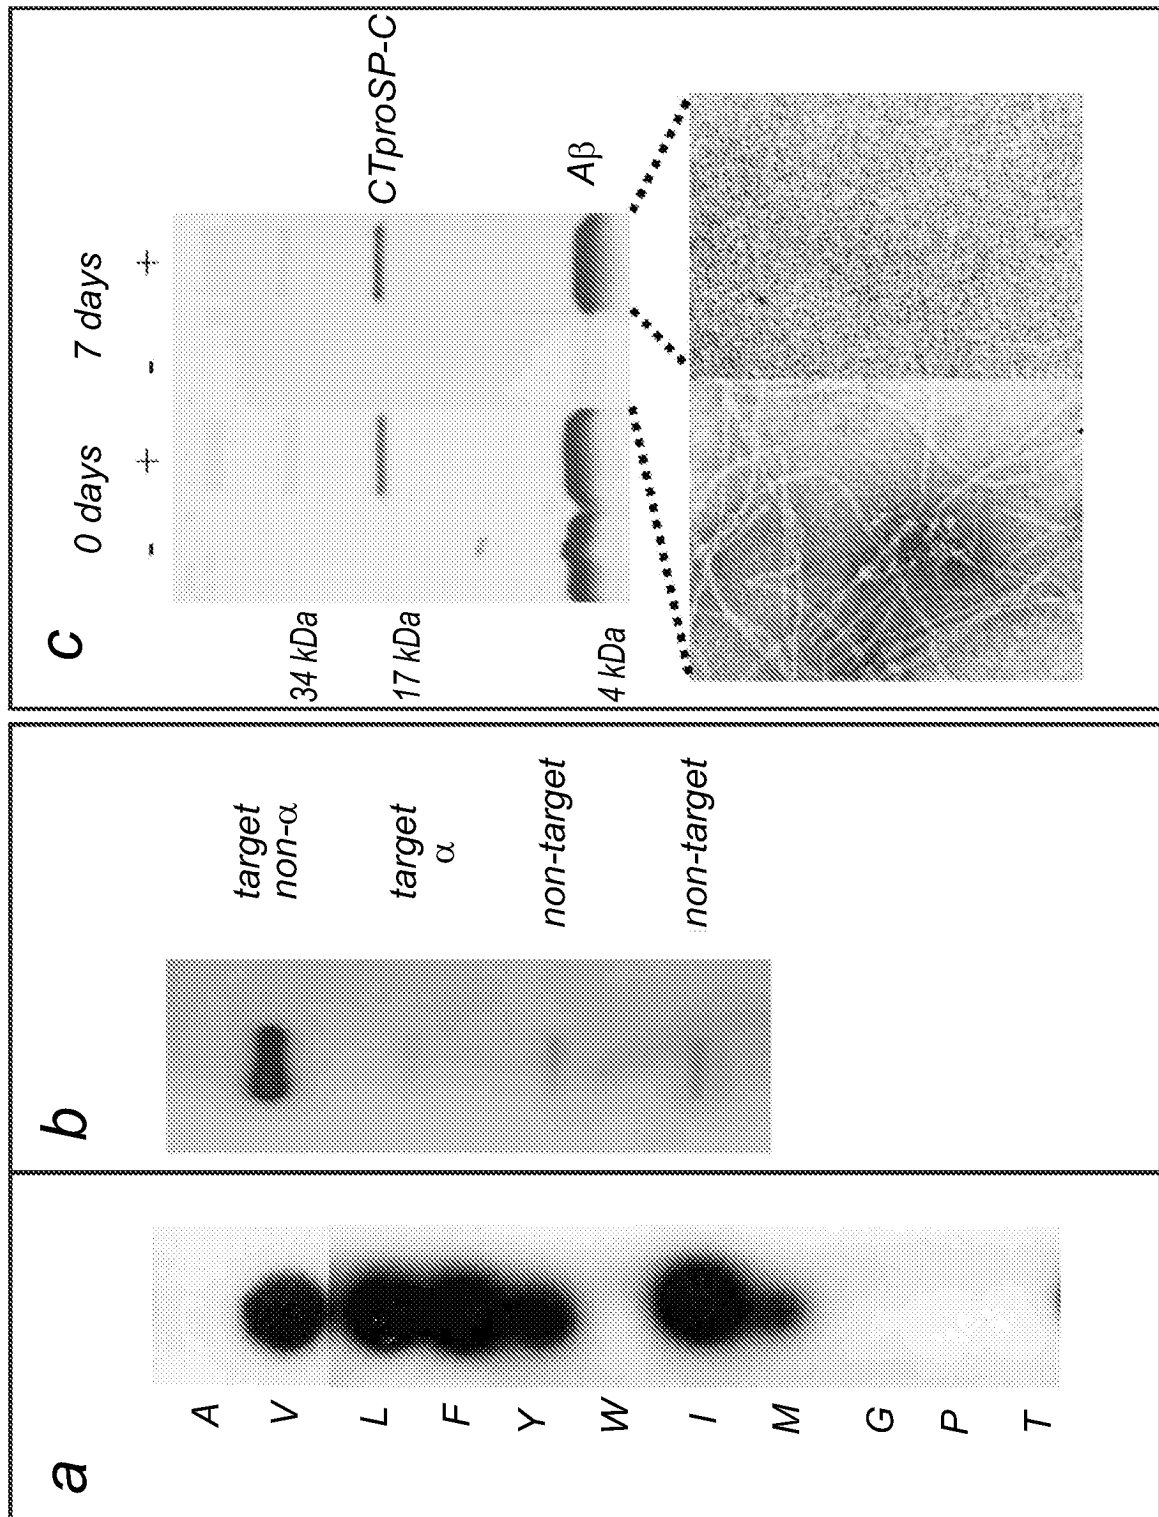 a
A
V
L
F
Y
W
I
M
G
P
T
b
target
non-α
target
α
non-target
non-target
c
0 days 7 days
- + - +
34 kDa
17 kDa
4 kDa
CTproSP-C
Aβ